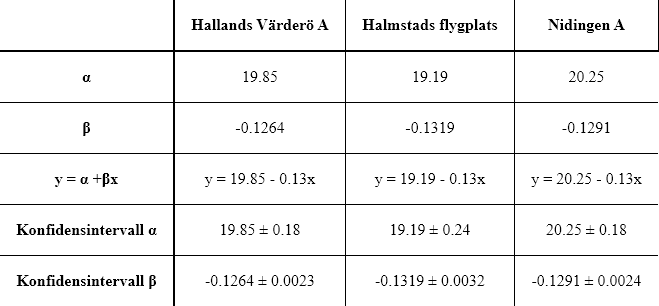 Hallands Värderö A Halmstads flygplats Nidingen A
α 19.85 19.19 20.25
β -0.1264 -0.1319 -0.1291
y = α +βx y = 19.85 - 0.13x y = 19.19 - 0.13x y = 20.25 - 0.13x
Konfidensintervall α 19.85 ± 0.18 19.19 ± 0.24 20.25 ± 0.18
Konfidensintervall β -0.1264 ± 0.0023 -0.1319 ± 0.0032 -0.1291 ± 0.0024